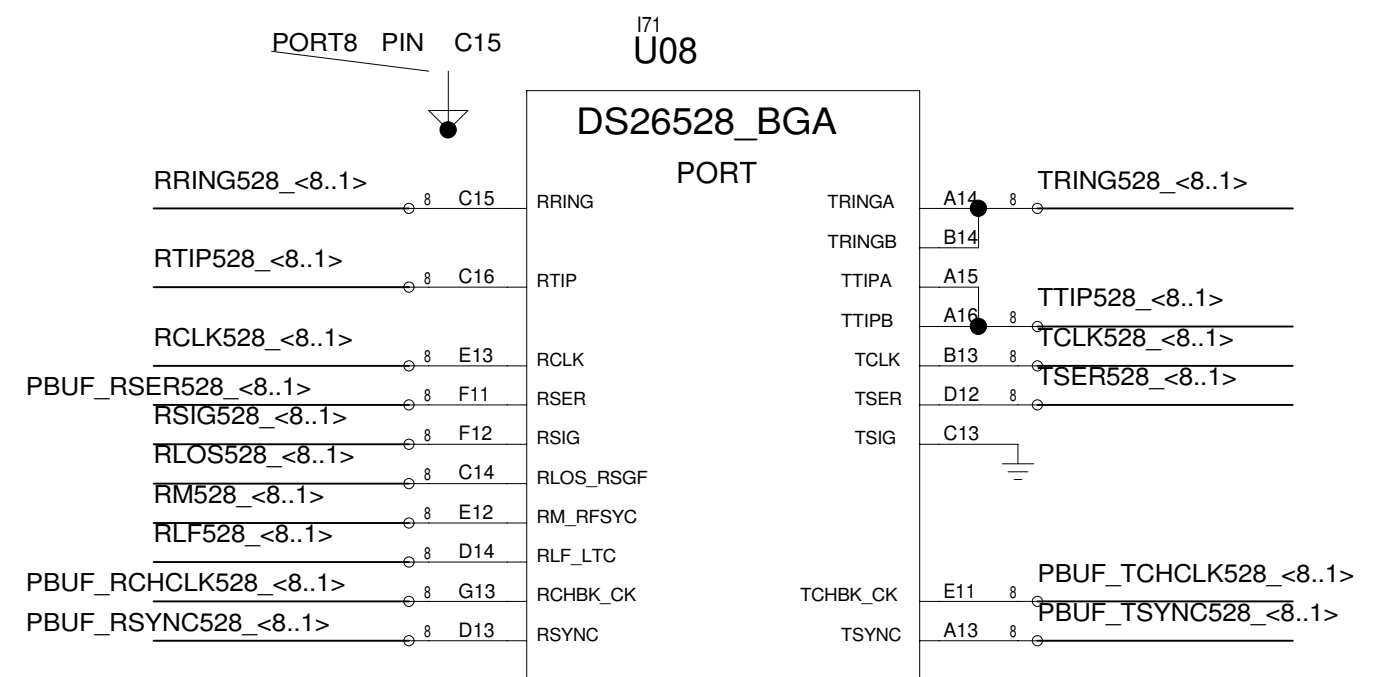 I71
PORT8 PIN C15
U08
DS26528_BGA
PORT
RRING528_<8..1>
8 C15 RRING
TRINGA A14 8
TRING528_<8..1>
TRINGB B14
RTIP528_<8..1>
8 C16 RTIP
TTIPA A15
TTIPB A16 8
TTIP528_<8..1>
RCLK528_<8..1>
8 E13 RCLK
TCLK B13 8
TCLK528_<8..1>
PBUF_RSER528_<8..1>
8 F11 RSER
TSER D12 8
TSER528_<8..1>
RSIG528_<8..1>
8 F12 RSIG
TSIG C13
RLOS528_<8..1>
8 C14 RLOS_RSGF
RM528_<8..1>
8 E12 RM_RFSYC
RLF528_<8..1>
8 D14 RLF_LTC
PBUF_RCHCLK528_<8..1>
8 G13 RCHBK_CK
TCHBK_CK E11 8
PBUF_TCHCLK528_<8..1>
PBUF_RSYNC528_<8..1>
8 D13 RSYNC
TSYNC A13 8
PBUF_TSYNC528_<8..1>